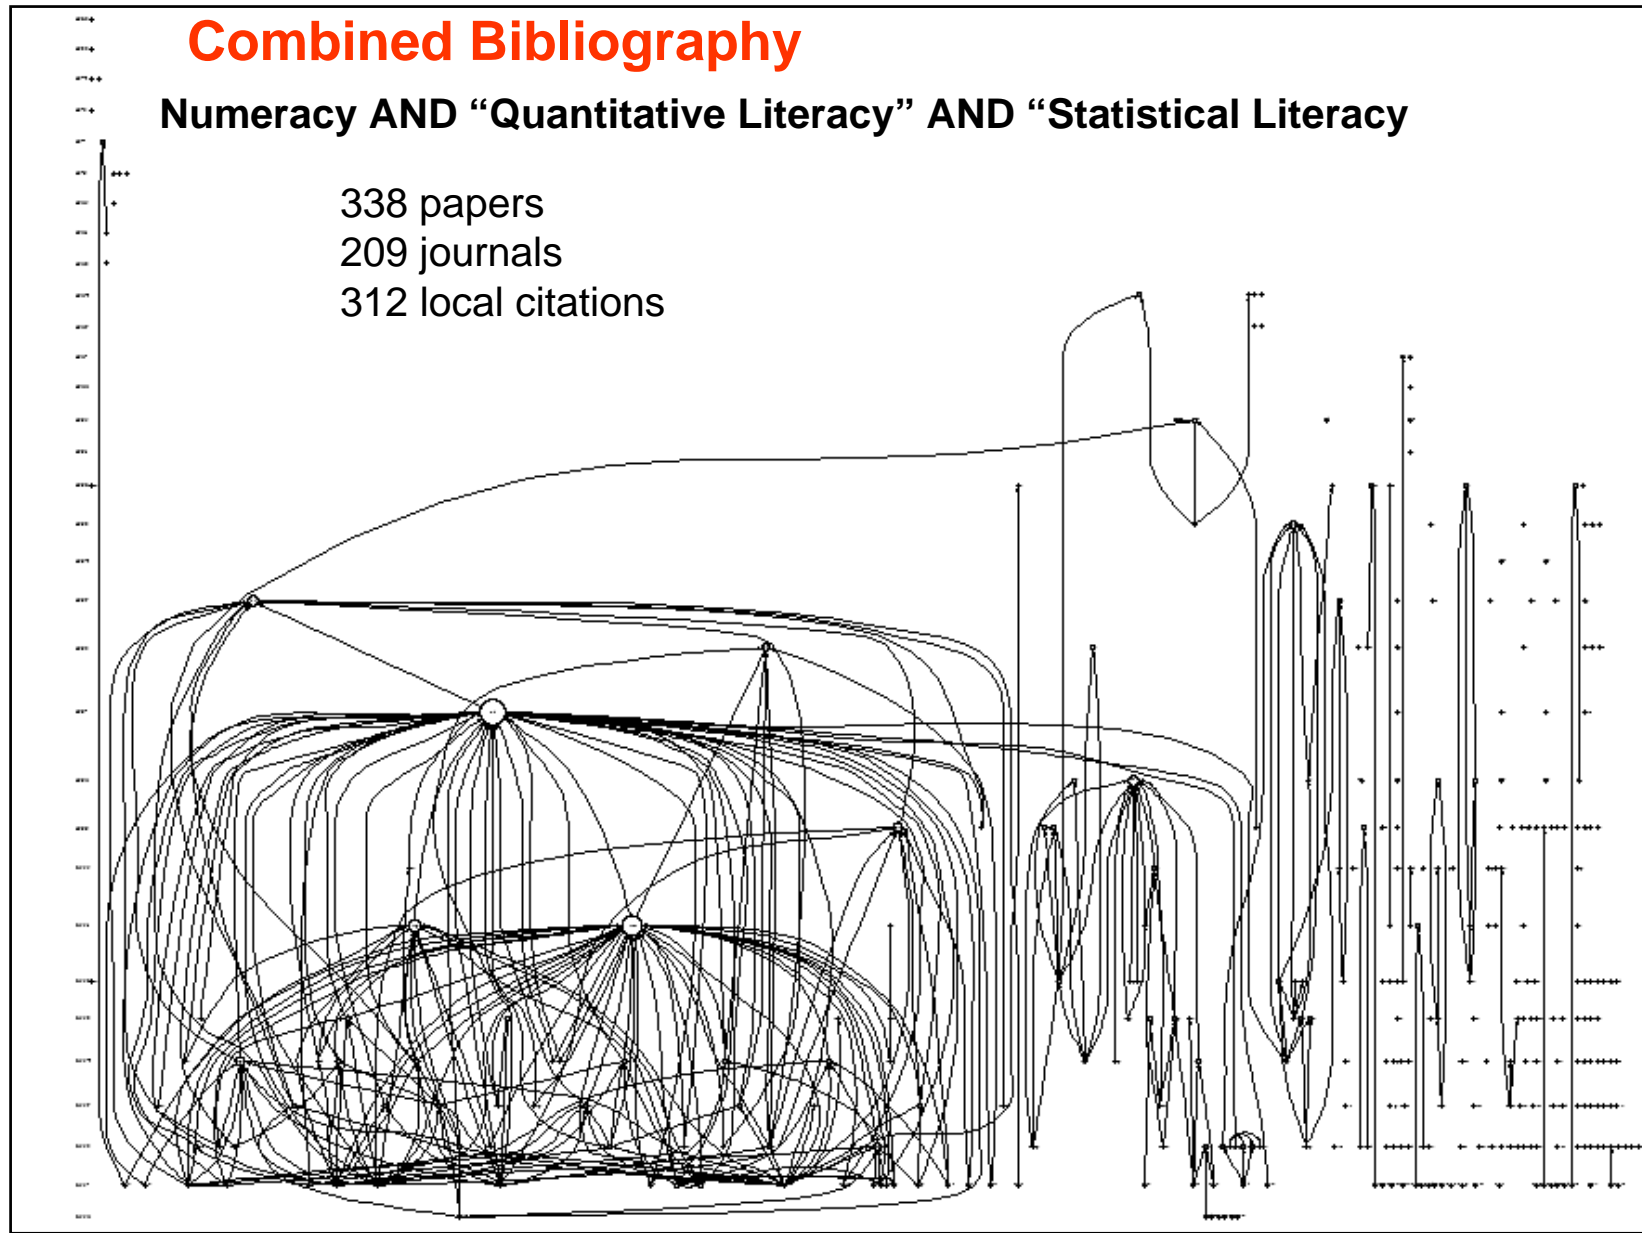 Combined Bibliography
Numeracy AND “Quantitative Literacy” AND “Statistical Literacy
338 papers
209 journals
312 local citations